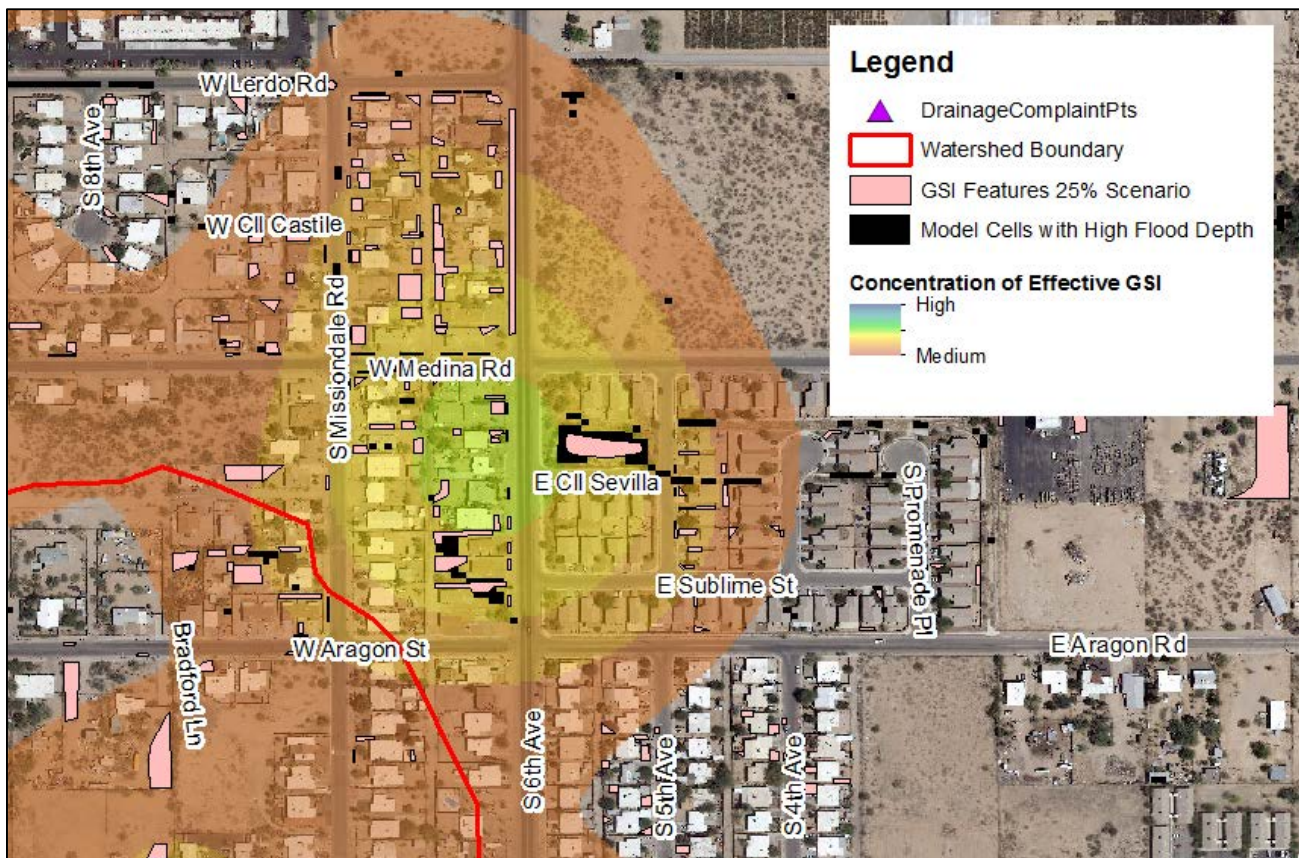 Legend
DrainageComplaintPts
Watershed Boundary
GSI Features 25% Scenario
Model Cells with High Flood Depth
Concentration of Effective GSI
High
Medium
W Lerdo Rd
S 8th Ave
W Cll Castile
S Missiondale Rd
W Medina Rd
E Cll Sevilla
S Promenade Pl
E Sublime St
W Aragon St
E Aragon Rd
Bradford Ln
S 6th Ave
S 5th Ave
S 4th Ave